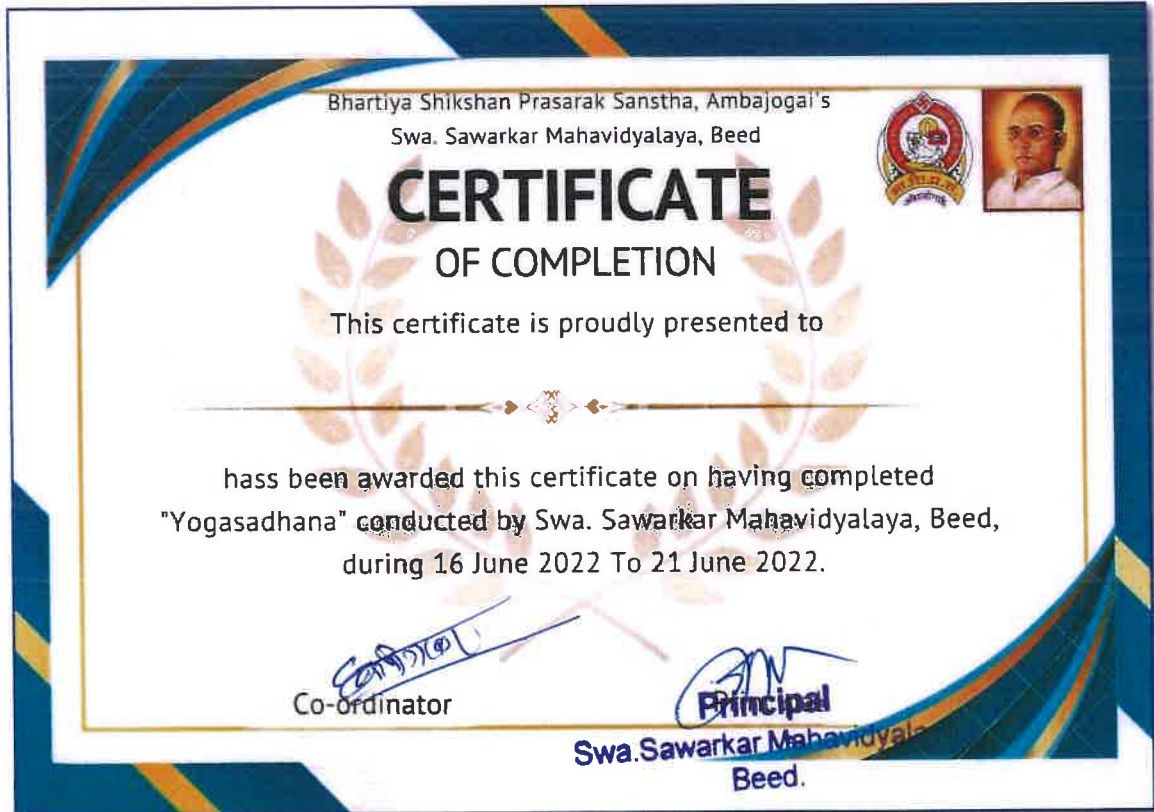 Bhartiya Shikshan Prasarak Sanstha, Ambajogai's
Swa. Sawarkar Mahavidyalaya, Beed
CERTIFICATE
OF COMPLETION
भा.शि.प्र.सं.
This certificate is proudly presented to
hass been awarded this certificate on having completed
"Yogasadhana" conducted by Swa. Sawarkar Mahavidyalaya, Beed,
during 16 June 2022 To 21 June 2022.
Co-ordinator
Principal
Swa.Sawarkar
Beed.